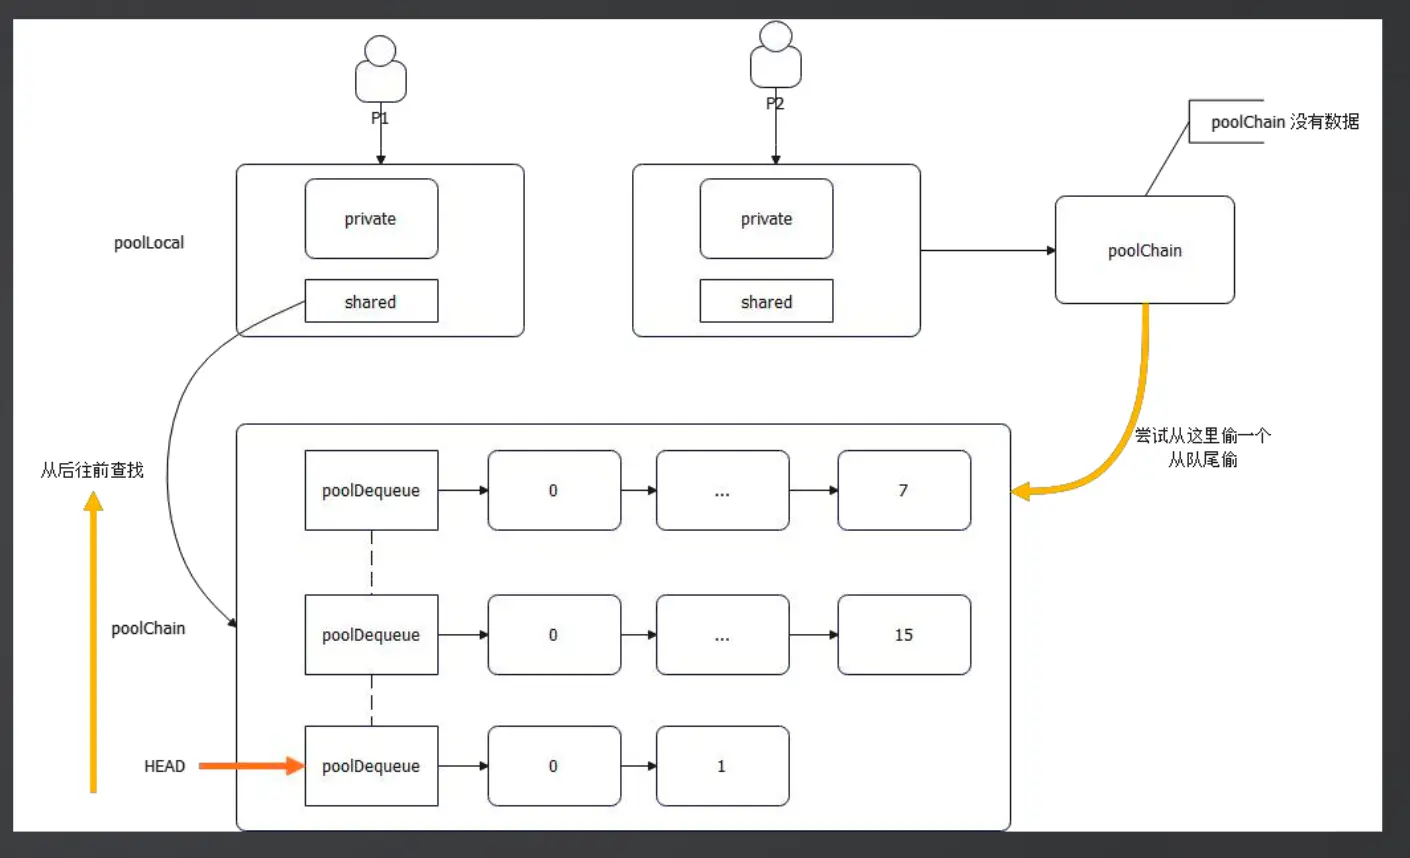 P1
P2
poolChain 没有数据
private
private
poolLocal
poolChain
shared
shared
尝试从这里偷一个
从队尾偷
从后往前查找
poolDequeue
0
...
7
poolChain
poolDequeue
0
...
15
HEAD
poolDequeue
0
1